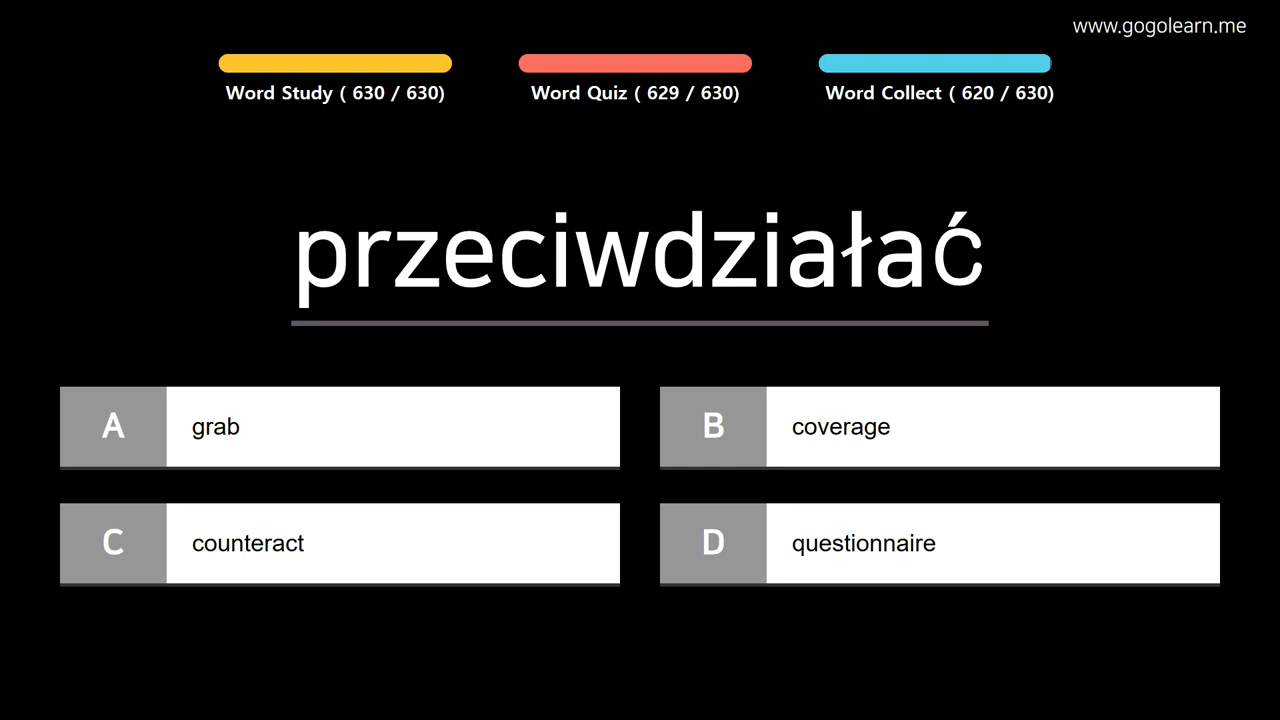 www.gogolearn.me
Word Study ( 630 / 630)
Word Quiz ( 629 / 630)
Word Collect ( 620 / 630)
przeciwdziałać
A grab
B coverage
C counteract
D questionnaire